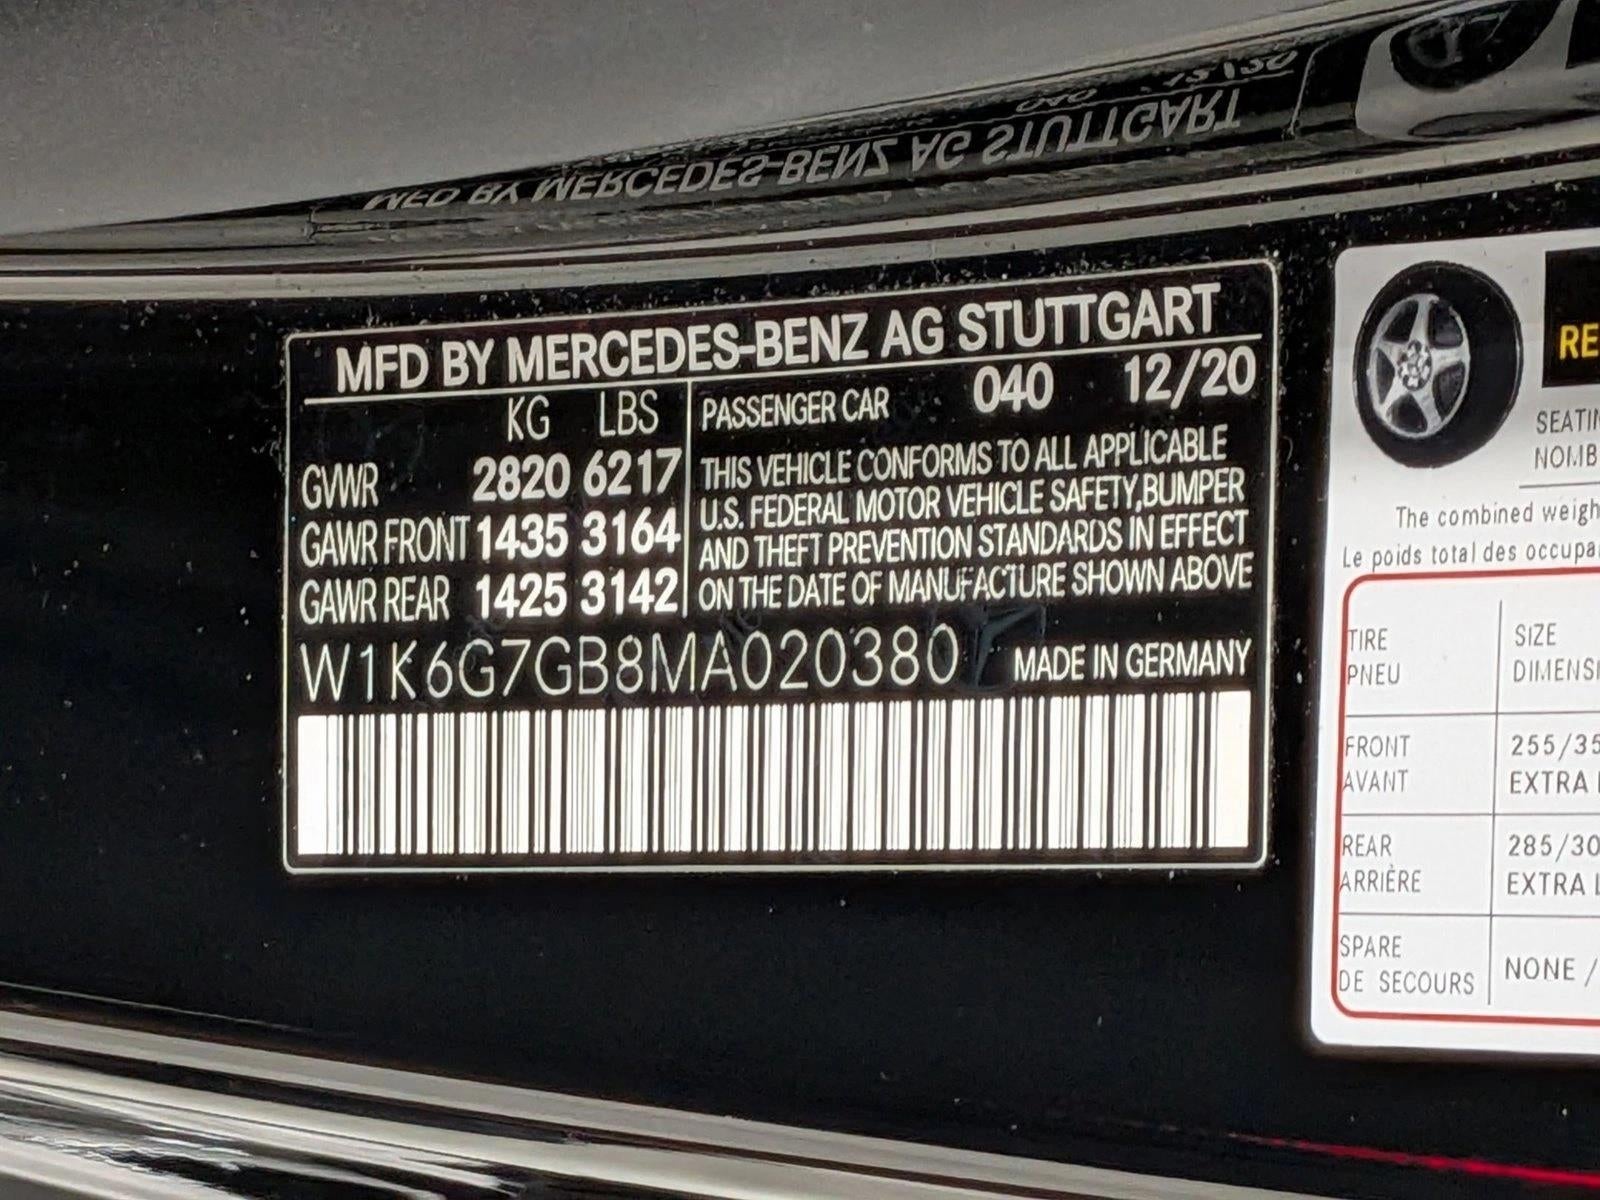 MFD BY MERCEDES-BENZ AG STUTTGART
KG LBS PASSENGER CAR 040 12/20
GVWR 2820 6217
GAWR FRONT 1435 3164
GAWR REAR 1425 3142
THIS VEHICLE CONFORMS TO ALL APPLICABLE
U.S. FEDERAL MOTOR VEHICLE SAFETY, BUMPER
AND THEFT PREVENTION STANDARDS IN EFFECT
ON THE DATE OF MANUFACTURE SHOWN ABOVE
W1K6G7GB8MA020380 MADE IN GERMANY
RE
SEATIN
NOMB
The combined weigh
Le poids total des occupa
TIRE SIZE
PNEU DIMENSI
FRONT 255/35
AVANT EXTRA
REAR 285/30
ARRIÈRE EXTRA L
SPARE NONE /
DE SECOURS